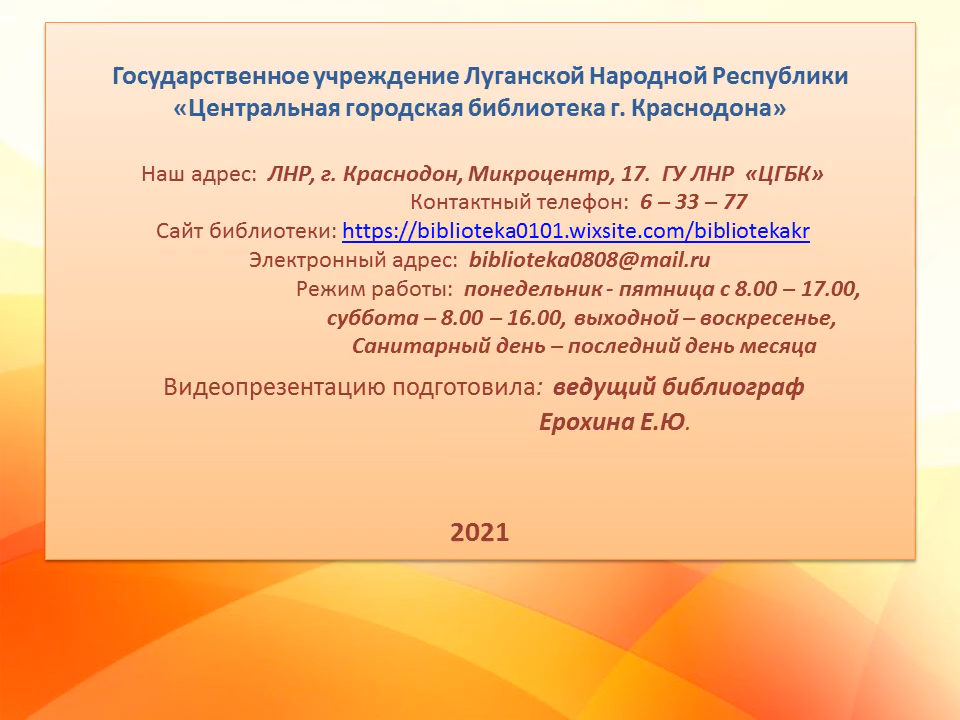 Государственное учреждение Луганской Народной Республики
«Центральная городская библиотека г. Краснодона»
Наш адрес: ЛНР, г. Краснодон, Микроцентр, 17. ГУ ЛНР «ЦГБК»
Контактный телефон: 6 – 33 – 77
Сайт библиотеки: https://biblioteka0101.wixsite.com/bibliotekakr
Электронный адрес: biblioteka0808@mail.ru
Режим работы: понедельник - пятница с 8.00 – 17.00,
суббота – 8.00 – 16.00, выходной – воскресенье,
Санитарный день – последний день месяца
Видеопрезентацию подготовила: ведущий библиограф
Ерохина Е.Ю.
2021